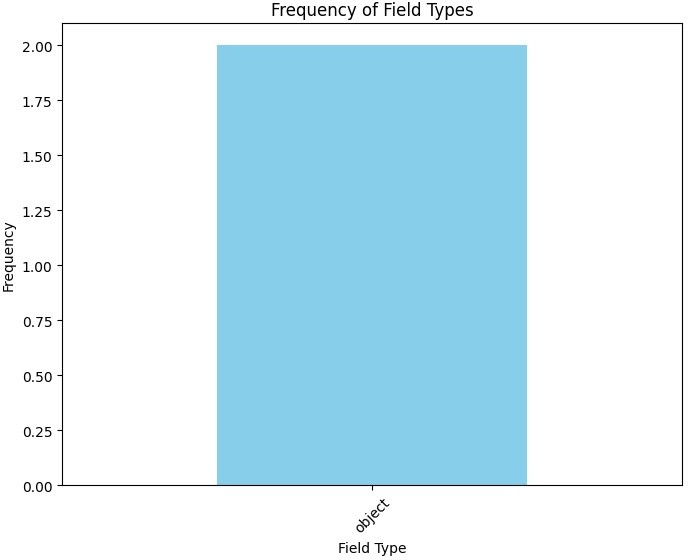 Frequency of Field Types
Frequency
2.00
1.75
1.50
1.25
1.00
0.75
0.50
0.25
0.00
object
Field Type